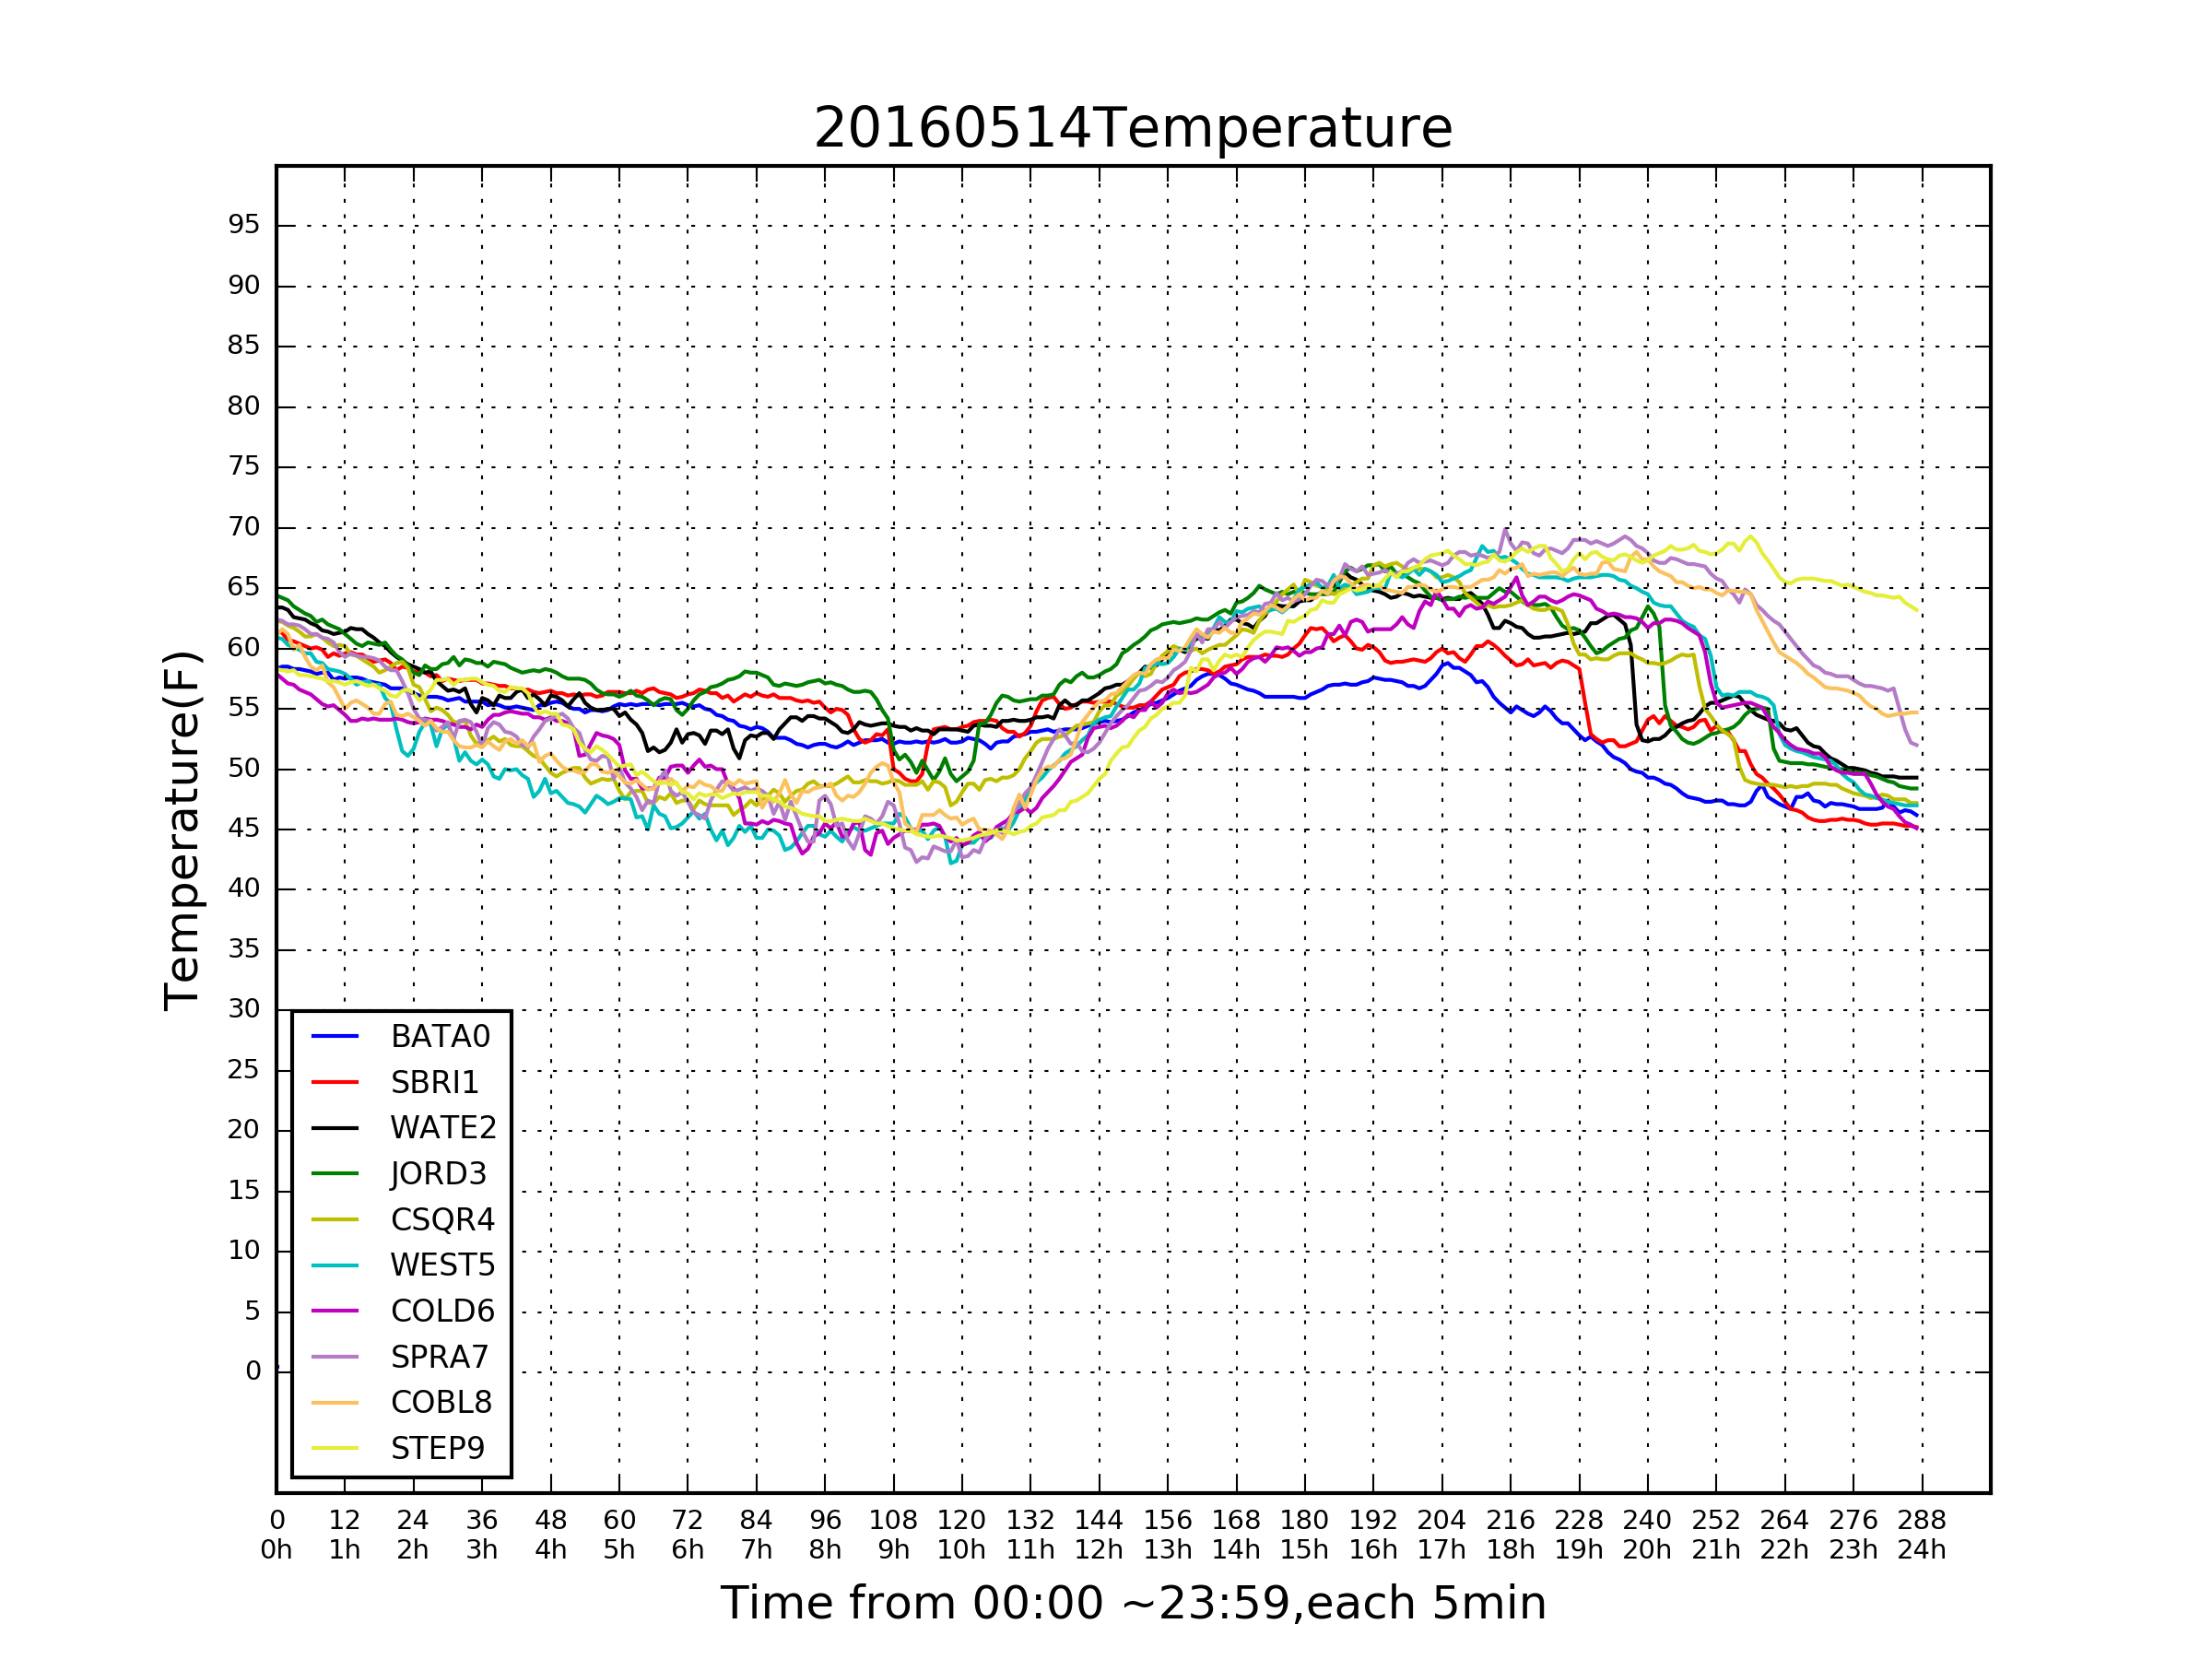 20160514Temperature
Temperature(F)
95
90
85
80
75
70
65
60
55
50
45
40
35
30
25
20
15
10
5
0
BATA0
SBRI1
WATE2
JORD3
CSQR4
WEST5
COLD6
SPRA7
COBL8
STEP9
0 12 24 36 48 60 72 84 96 108 120 132 144 156 168 180 192 204 216 228 240 252 264 276 288
0h 1h 2h 3h 4h 5h 6h 7h 8h 9h 10h 11h 12h 13h 14h 15h 16h 17h 18h 19h 20h 21h 22h 23h 24h
Time from 00:00 ~23:59,each 5min